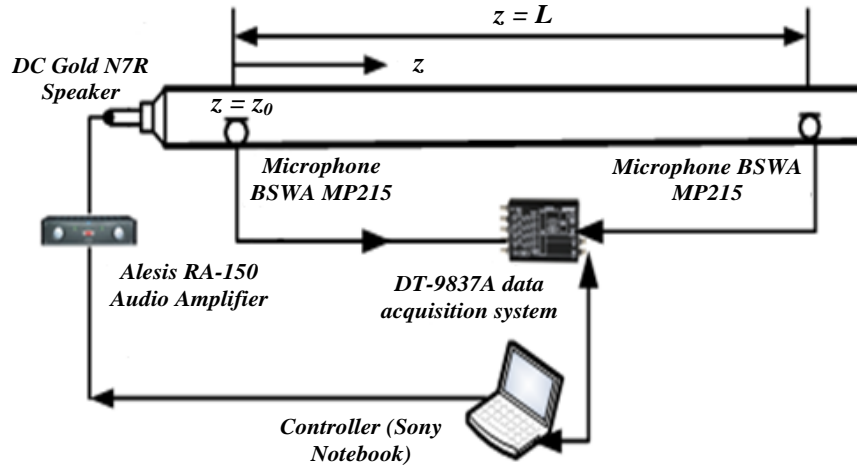 z = L
DC Gold N7R
Speaker
z
z = z₀
Microphone
BSWA MP215
Microphone BSWA
MP215
Alesis RA-150
Audio Amplifier
DT-9837A data
acquisition system
Controller (Sony
Notebook)